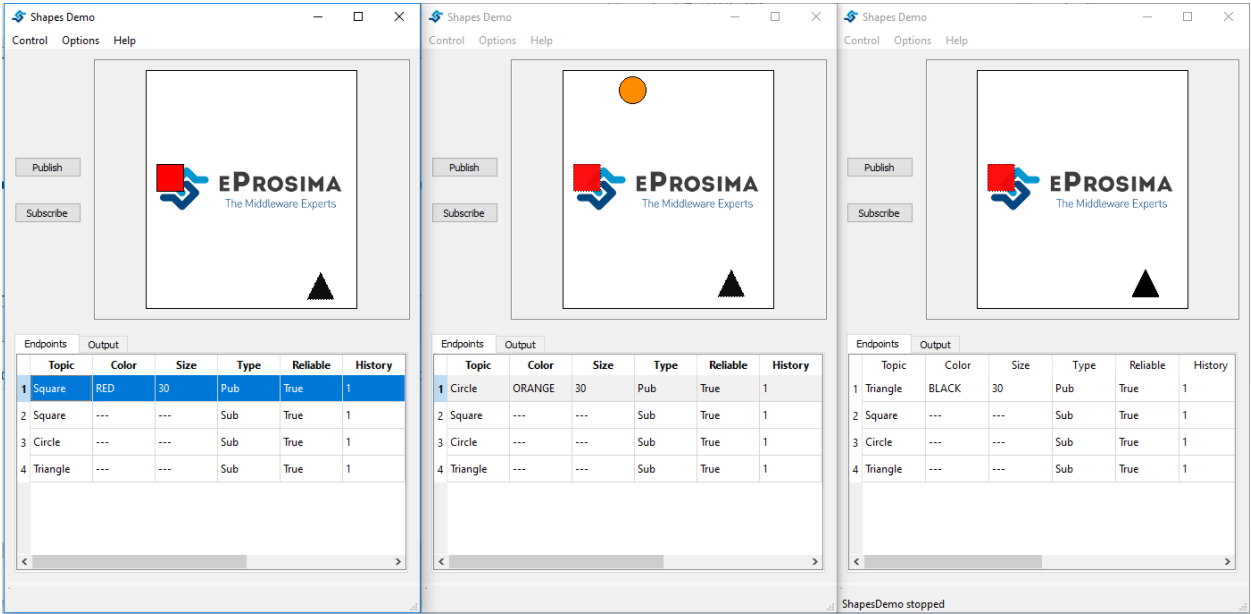 Shapes Demo
Control Options Help
Publish
Subscribe
EPROSIMA
The Middleware Experts
Endpoints Output
Topic Color Size Type Reliable History
1 Square RED 30 Pub True 1
2 Square --- --- Sub True 1
3 Circle --- --- Sub True 1
4 Triangle --- --- Sub True 1
Shapes Demo
Control Options Help
Publish
Subscribe
EPROSIMA
The Middleware Experts
Endpoints Output
Topic Color Size Type Reliable History
1 Circle ORANGE 30 Pub True 1
2 Square --- --- Sub True 1
3 Circle --- --- Sub True 1
4 Triangle --- --- Sub True 1
Shapes Demo
Control Options Help
Publish
Subscribe
EPROSIMA
The Middleware Experts
Endpoints Output
Topic Color Size Type Reliable History
1 Triangle BLACK 30 Pub True 1
2 Square --- --- Sub True 1
3 Circle --- --- Sub True 1
4 Triangle --- --- Sub True 1
ShapesDemo stopped